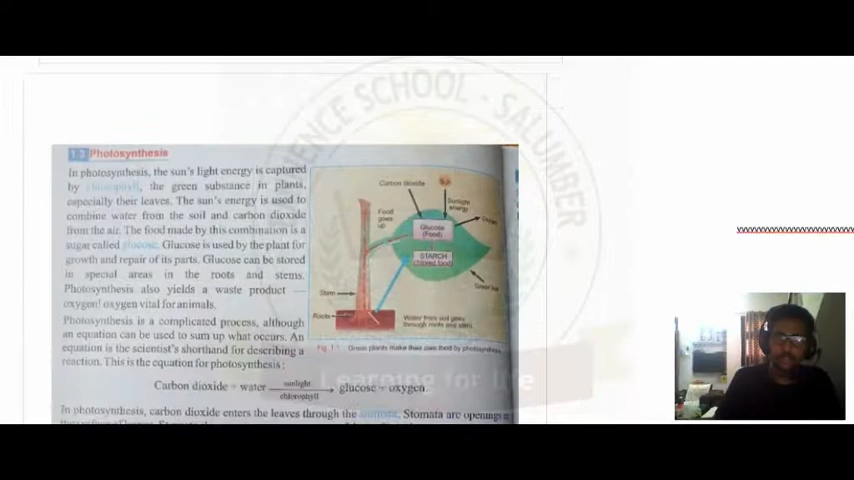 SCIENCE SCHOOL - SALUMBER
1.2 Photosynthesis
In photosynthesis, the sun's light energy is captured
by chlorophyll, the green substance in plants,
especially their leaves. The sun's energy is used to
combine water from the soil and carbon dioxide
from the air. The food made by this combination is a
sugar called glucose. Glucose is used by the plant for
growth and repair of its parts. Glucose can be stored
in special areas in the roots and stems.
Photosynthesis also yields a waste product —
oxygen! oxygen vital for animals.
Photosynthesis is a complicated process, although
an equation can be used to sum up what occurs. An
equation is the scientist's shorthand for describing a
reaction. This is the equation for photosynthesis:
Carbon dioxide
Sun
Sunlight
energy
Oxygen
Food
goes
up
Glucose
(Food)
STARCH
(stored food)
Green leaf
Stem
Roots
Water from soil goes
through roots and stem
Fig. 1.1 Green plants make their own food by photosynthesis
Learning for life
Carbon dioxide + water sunlight chlorophyll → glucose + oxygen
In photosynthesis, carbon dioxide enters the leaves through the stomata. Stomata are openings